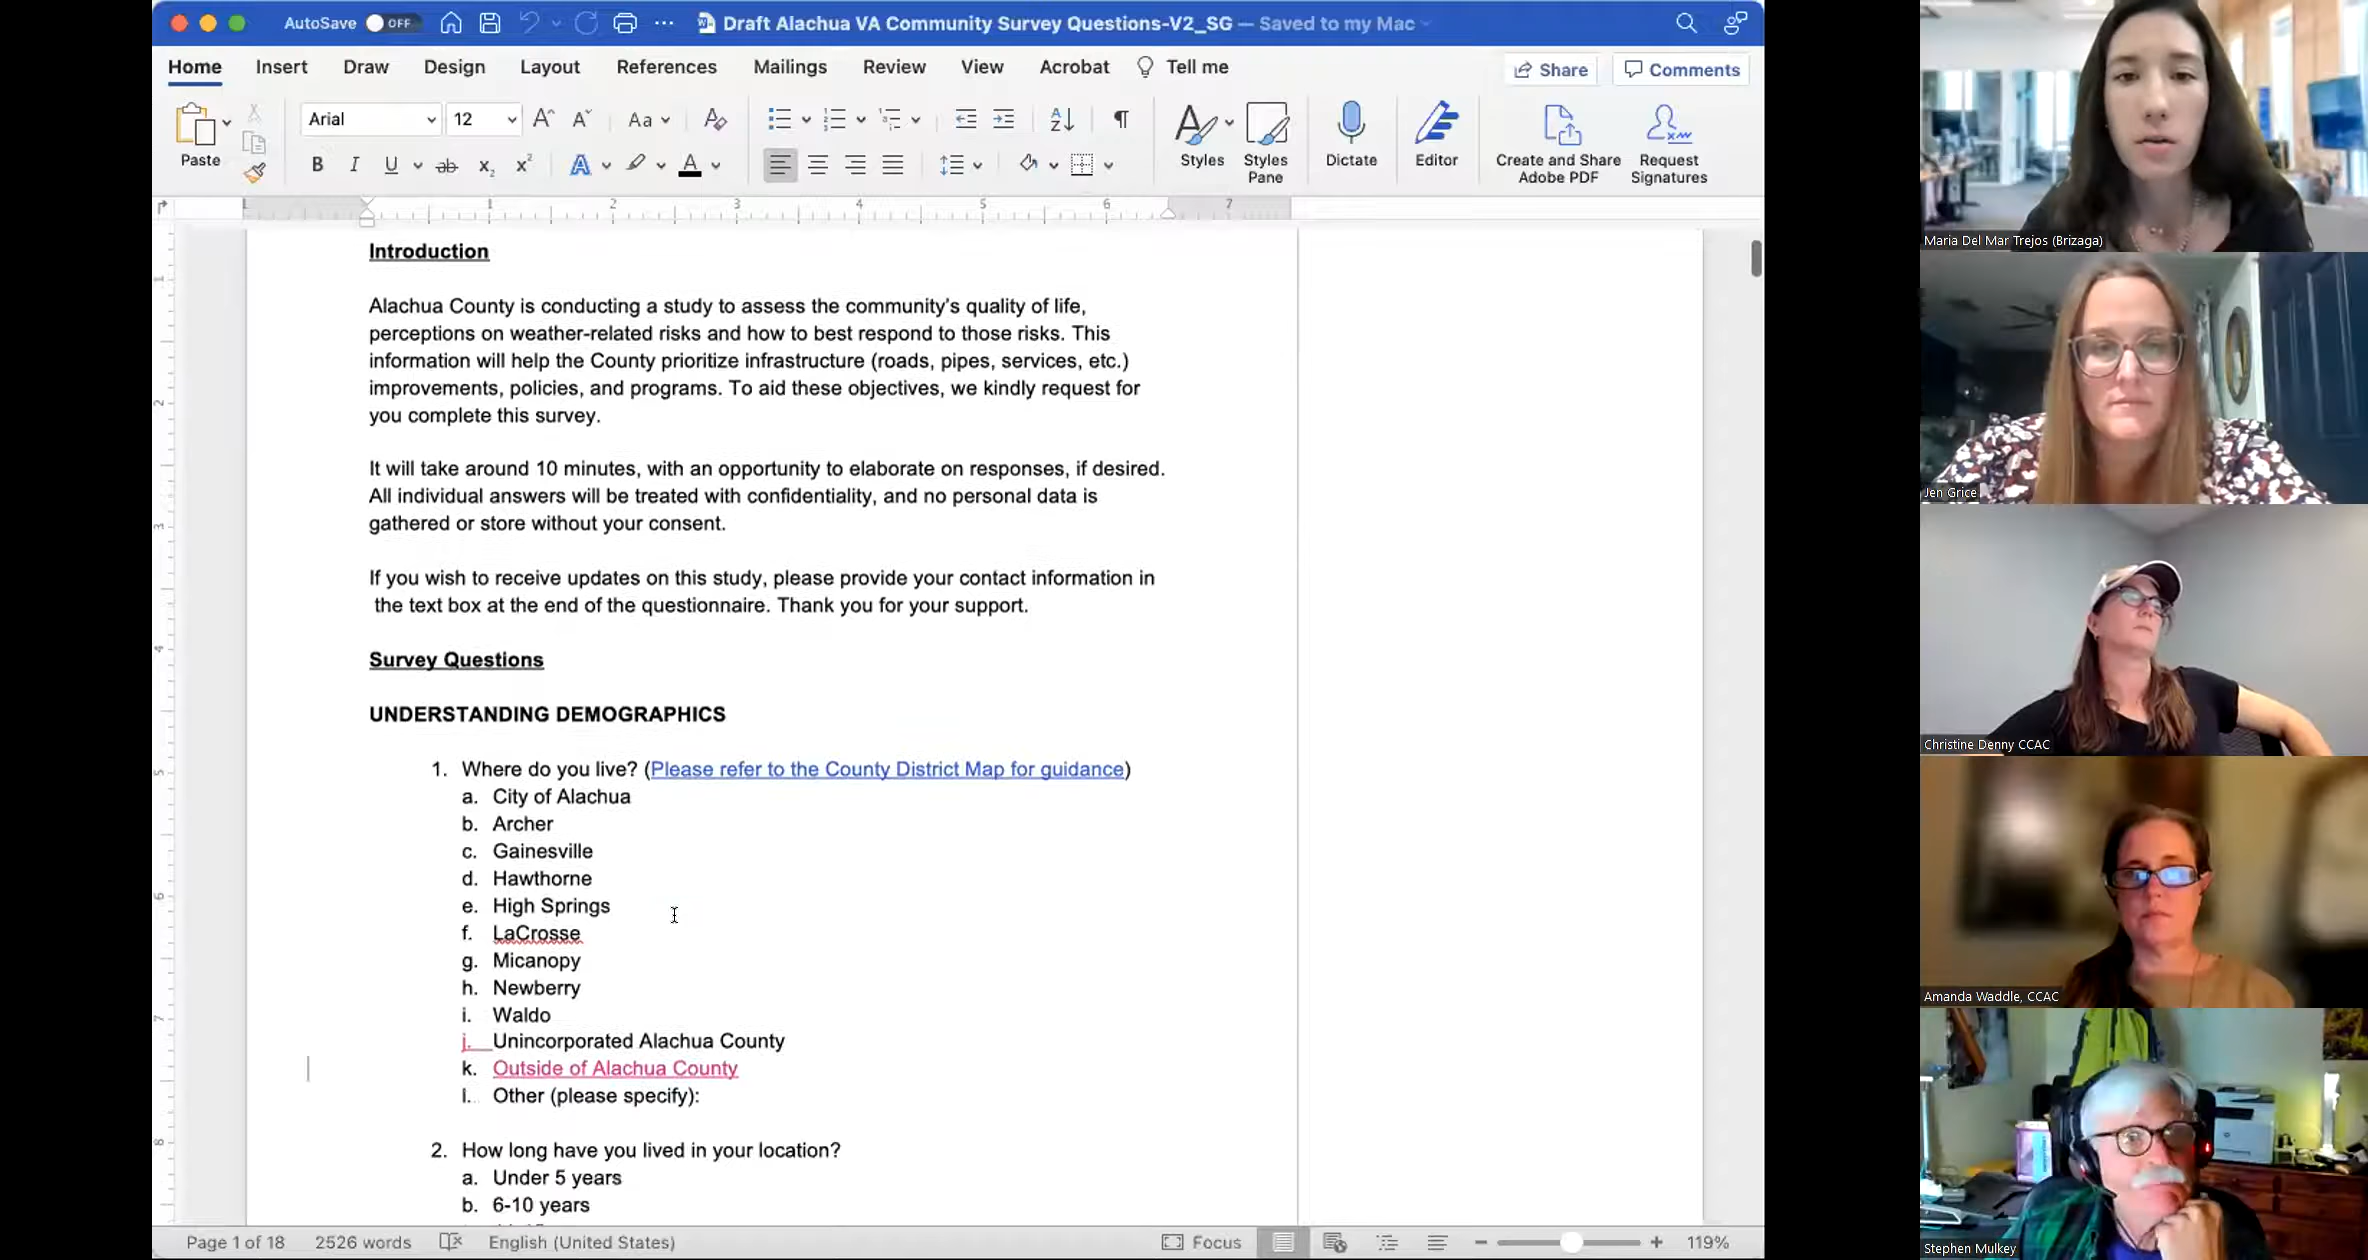 AutoSave OFF Draft Alachua VA Community Survey Questions-V2_SG — Saved to my Mac
Home Insert Draw Design Layout References Mailings Review View Acrobat Tell me Share Comments
Arial 12 Aa
Paste Styles Styles Pane Dictate Editor Create and Share Adobe PDF Request Signatures
1 2 3 4 5 6 7
Introduction
Alachua County is conducting a study to assess the community's quality of life,
perceptions on weather-related risks and how to best respond to those risks. This
information will help the County prioritize infrastructure (roads, pipes, services, etc.)
improvements, policies, and programs. To aid these objectives, we kindly request for
you complete this survey.
It will take around 10 minutes, with an opportunity to elaborate on responses, if desired.
All individual answers will be treated with confidentiality, and no personal data is
gathered or store without your consent.
If you wish to receive updates on this study, please provide your contact information in
the text box at the end of the questionnaire. Thank you for your support.
Survey Questions
UNDERSTANDING DEMOGRAPHICS
1. Where do you live? (Please refer to the County District Map for guidance)
a. City of Alachua
b. Archer
c. Gainesville
d. Hawthorne
e. High Springs
f. LaCrosse
g. Micanopy
h. Newberry
i. Waldo
j. Unincorporated Alachua County
k. Outside of Alachua County
l. Other (please specify):
2. How long have you lived in your location?
a. Under 5 years
b. 6-10 years
Page 1 of 18 2526 words English (United States) Focus 119%
Maria Del Mar Trejos (Brizaga)
Jen Grice
Christine Denny CCAC
Amanda Waddle, CCAC
Stephen Mulkey